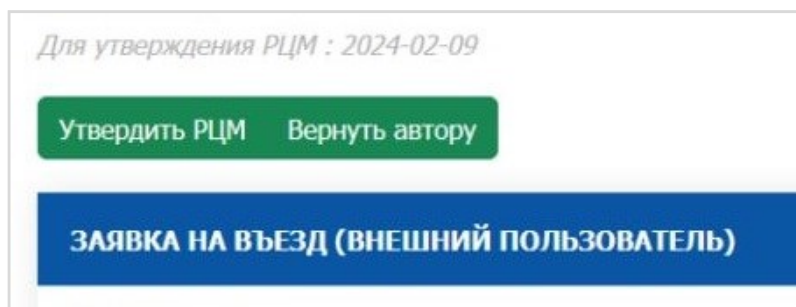 Для утверждения РЦМ : 2024-02-09
Утвердить РЦМ Вернуть автору
ЗАЯВКА НА ВЪЕЗД (ВНЕШНИЙ ПОЛЬЗОВАТЕЛЬ)